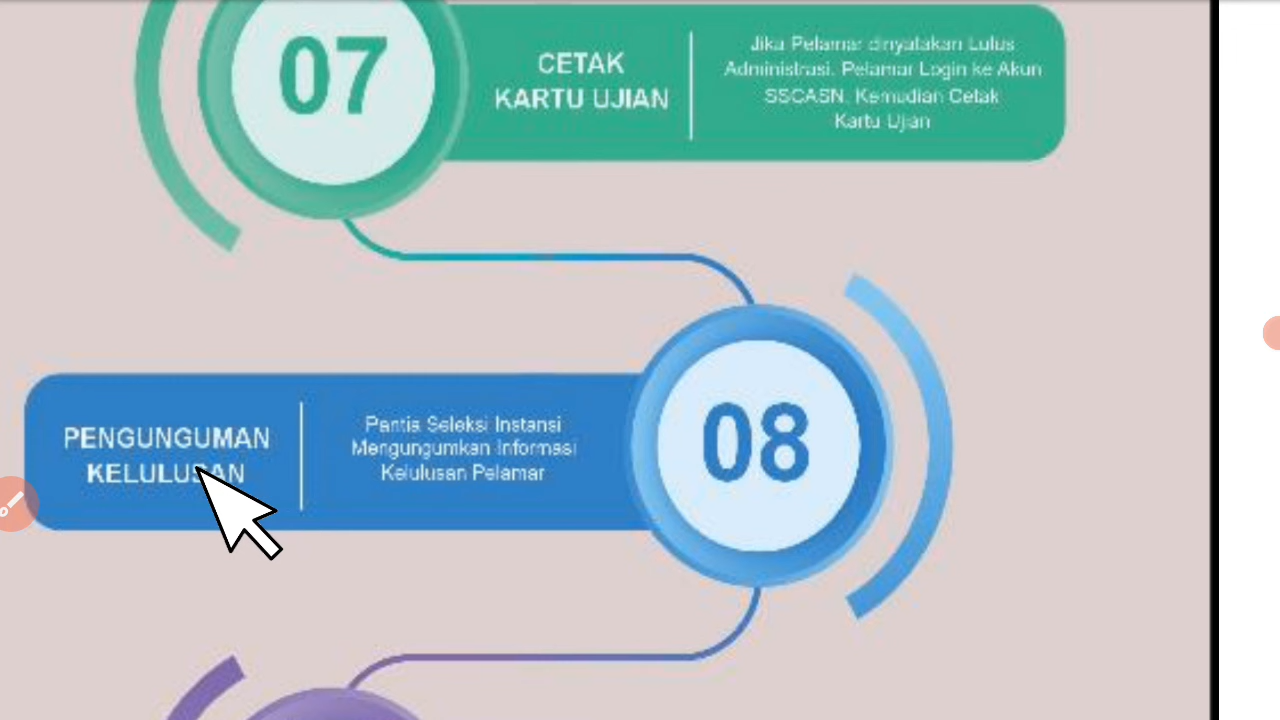 07
CETAK
KARTU UJIAN
Jika Pelamar dinyatakan Lulus
Administrasi. Pelamar Login ke Akun
SSCASN. Kemudian Cetak
Kartu Ujian
PENGUNGUMAN
KELULUSAN
Pantia Seleksi Instansi
Mengungumkan Informasi
Kelulusan Pelamar
08